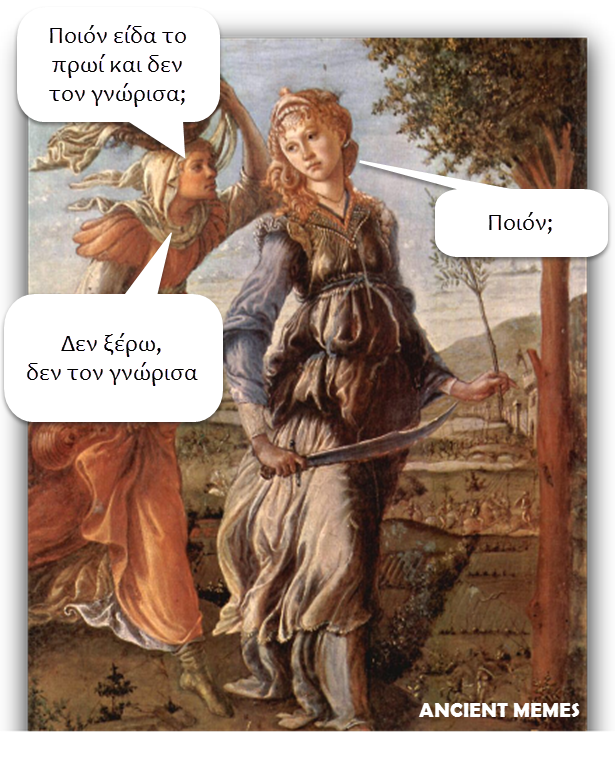 Ποιόν είδα το
πρωί και δεν
τον γνώρισα;
Ποιόν;
Δεν ξέρω,
δεν τον γνώρισα
ANCIENT MEMES